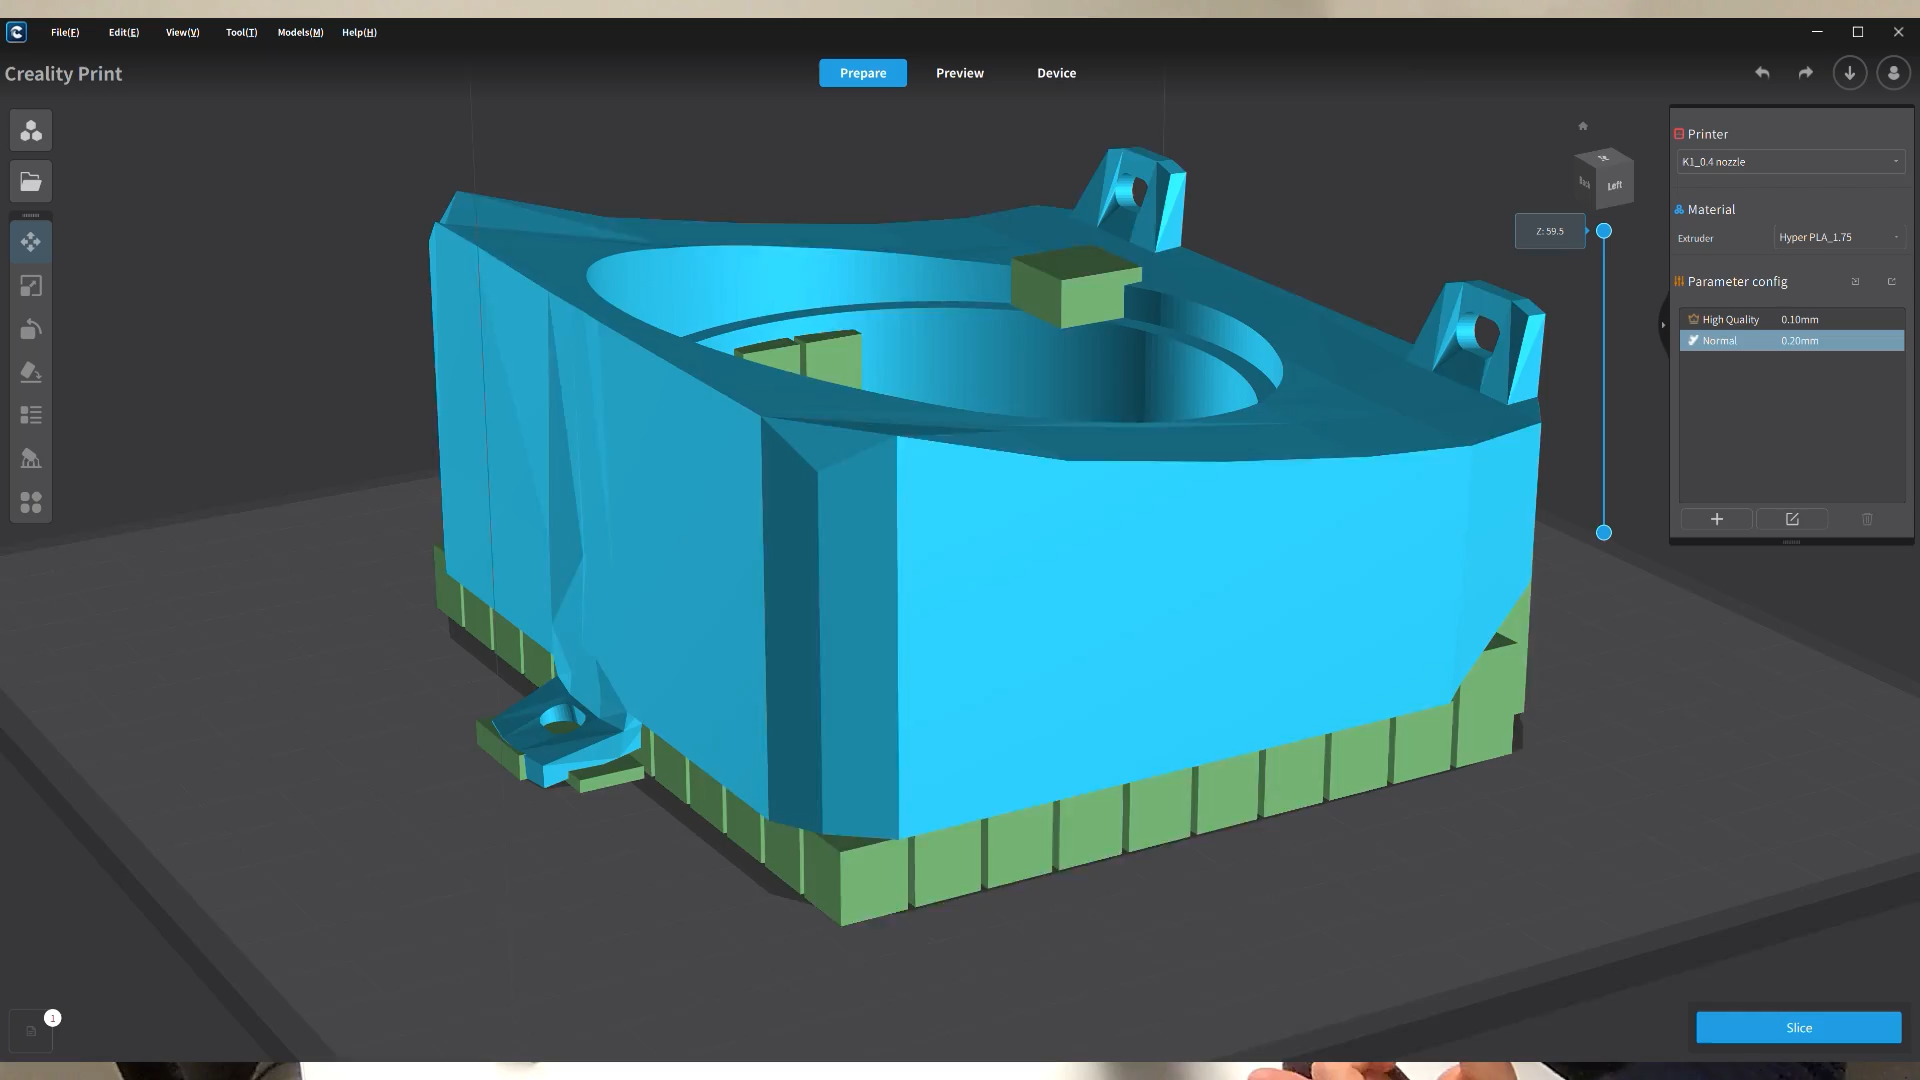 File(F) Edit(E) View(V) Tool(T) Models(M) Help(H)
Creality Print
Prepare Preview Device
Printer
K1_0.4 nozzle
Back
Left
Material
Z: 59.5
Extruder Hyper PLA_1.75
Parameter config
High Quality 0.10mm
Normal 0.20mm
1
Slice